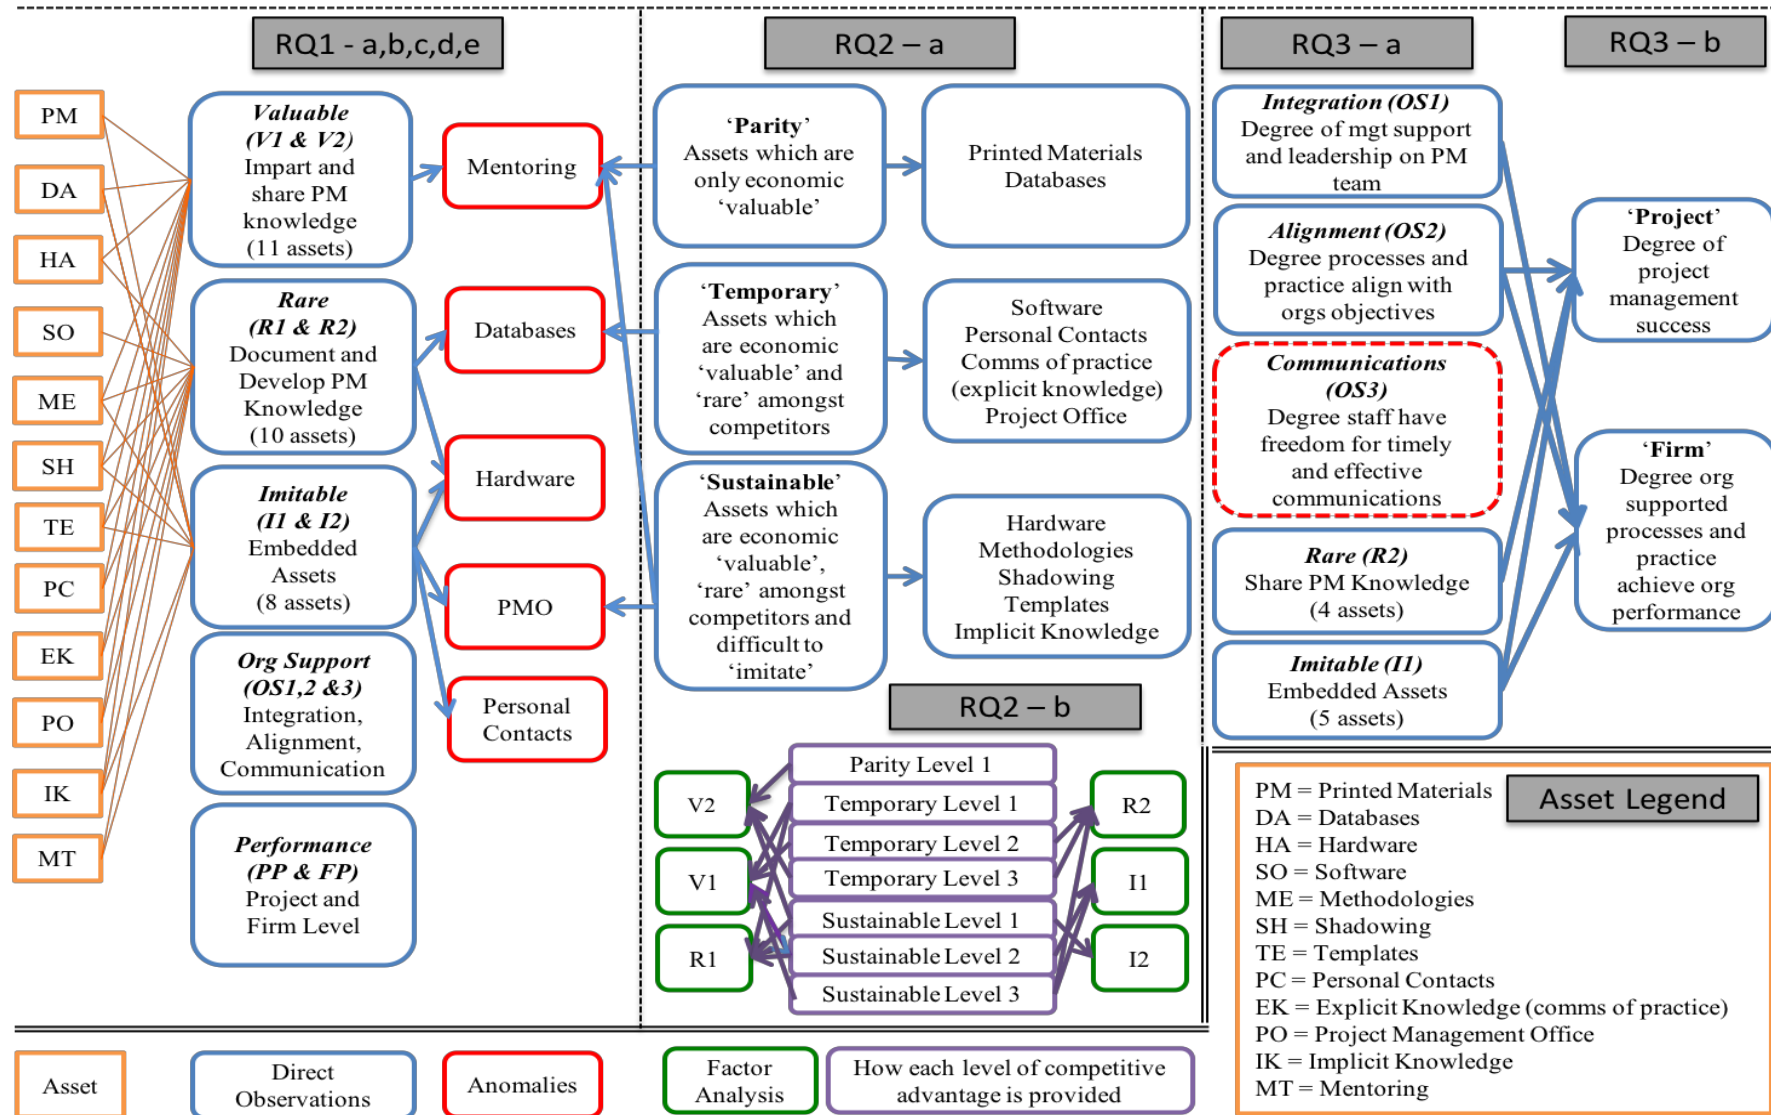 RQ1 - a,b,c,d,e
RQ2 – a
RQ3 – a
RQ3 – b
PM
DA
HA
SO
ME
SH
TE
PC
EK
PO
IK
MT
Valuable
(V1 & V2)
Impart and
share PM
knowledge
(11 assets)
Rare
(R1 & R2)
Document and
Develop PM
Knowledge
(10 assets)
Imitable
(I1 & I2)
Embedded
Assets
(8 assets)
Org Support
(OS1,2 &3)
Integration,
Alignment,
Communication
Performance
(PP & FP)
Project and
Firm Level
Mentoring
Databases
Hardware
PMO
Personal
Contacts
‘Parity’
Assets which are
only economic
‘valuable’
‘Temporary’
Assets which
are economic
‘valuable’ and
‘rare’ amongst
competitors
‘Sustainable’
Assets which
are economic
‘valuable’,
‘rare’ amongst
competitors and
difficult to
‘imitate’
Printed Materials
Databases
Software
Personal Contacts
Comms of practice
(explicit knowledge)
Project Office
Hardware
Methodologies
Shadowing
Templates
Implicit Knowledge
RQ2 – b
V2
V1
R1
Parity Level 1
Temporary Level 1
Temporary Level 2
Temporary Level 3
Sustainable Level 1
Sustainable Level 2
Sustainable Level 3
R2
I1
I2
Integration (OS1)
Degree of mgt support
and leadership on PM
team
Alignment (OS2)
Degree processes and
practice align with
orgs objectives
Communications
(OS3)
Degree staff have
freedom for timely
and effective
communications
Rare (R2)
Share PM Knowledge
(4 assets)
Imitable (I1)
Embedded Assets
(5 assets)
‘Project’
Degree of
project
management
success
‘Firm’
Degree org
supported
processes and
practice
achieve org
performance
Asset Legend
PM = Printed Materials
DA = Databases
HA = Hardware
SO = Software
ME = Methodologies
SH = Shadowing
TE = Templates
PC = Personal Contacts
EK = Explicit Knowledge (comms of practice)
PO = Project Management Office
IK = Implicit Knowledge
MT = Mentoring
Asset
Direct
Observations
Anomalies
Factor
Analysis
How each level of competitive
advantage is provided